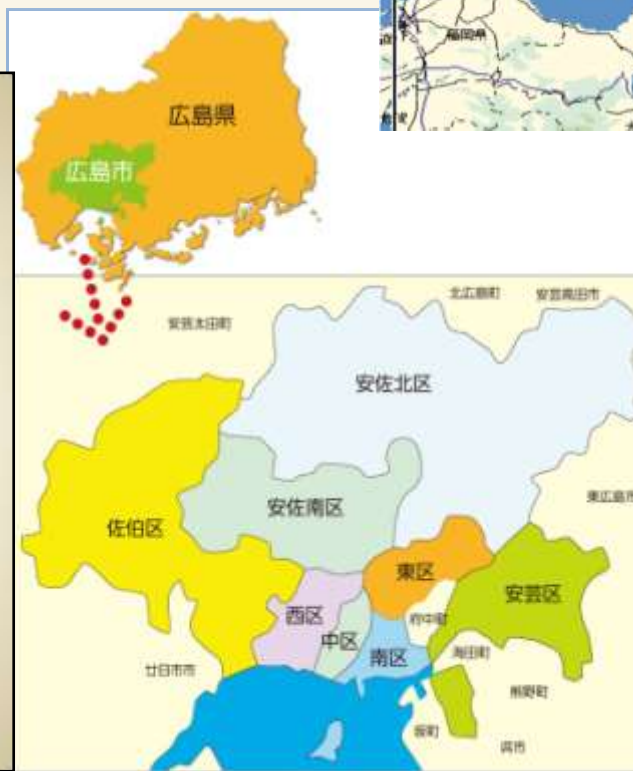 福岡県
広島県
広島市
北広島町
安芸高田市
安芸太田町
安佐北区
東広島市
安佐南区
佐伯区
東区
安芸区
西区
府中町
中区
海田町
南区
廿日市市
熊野町
坂町
呉市